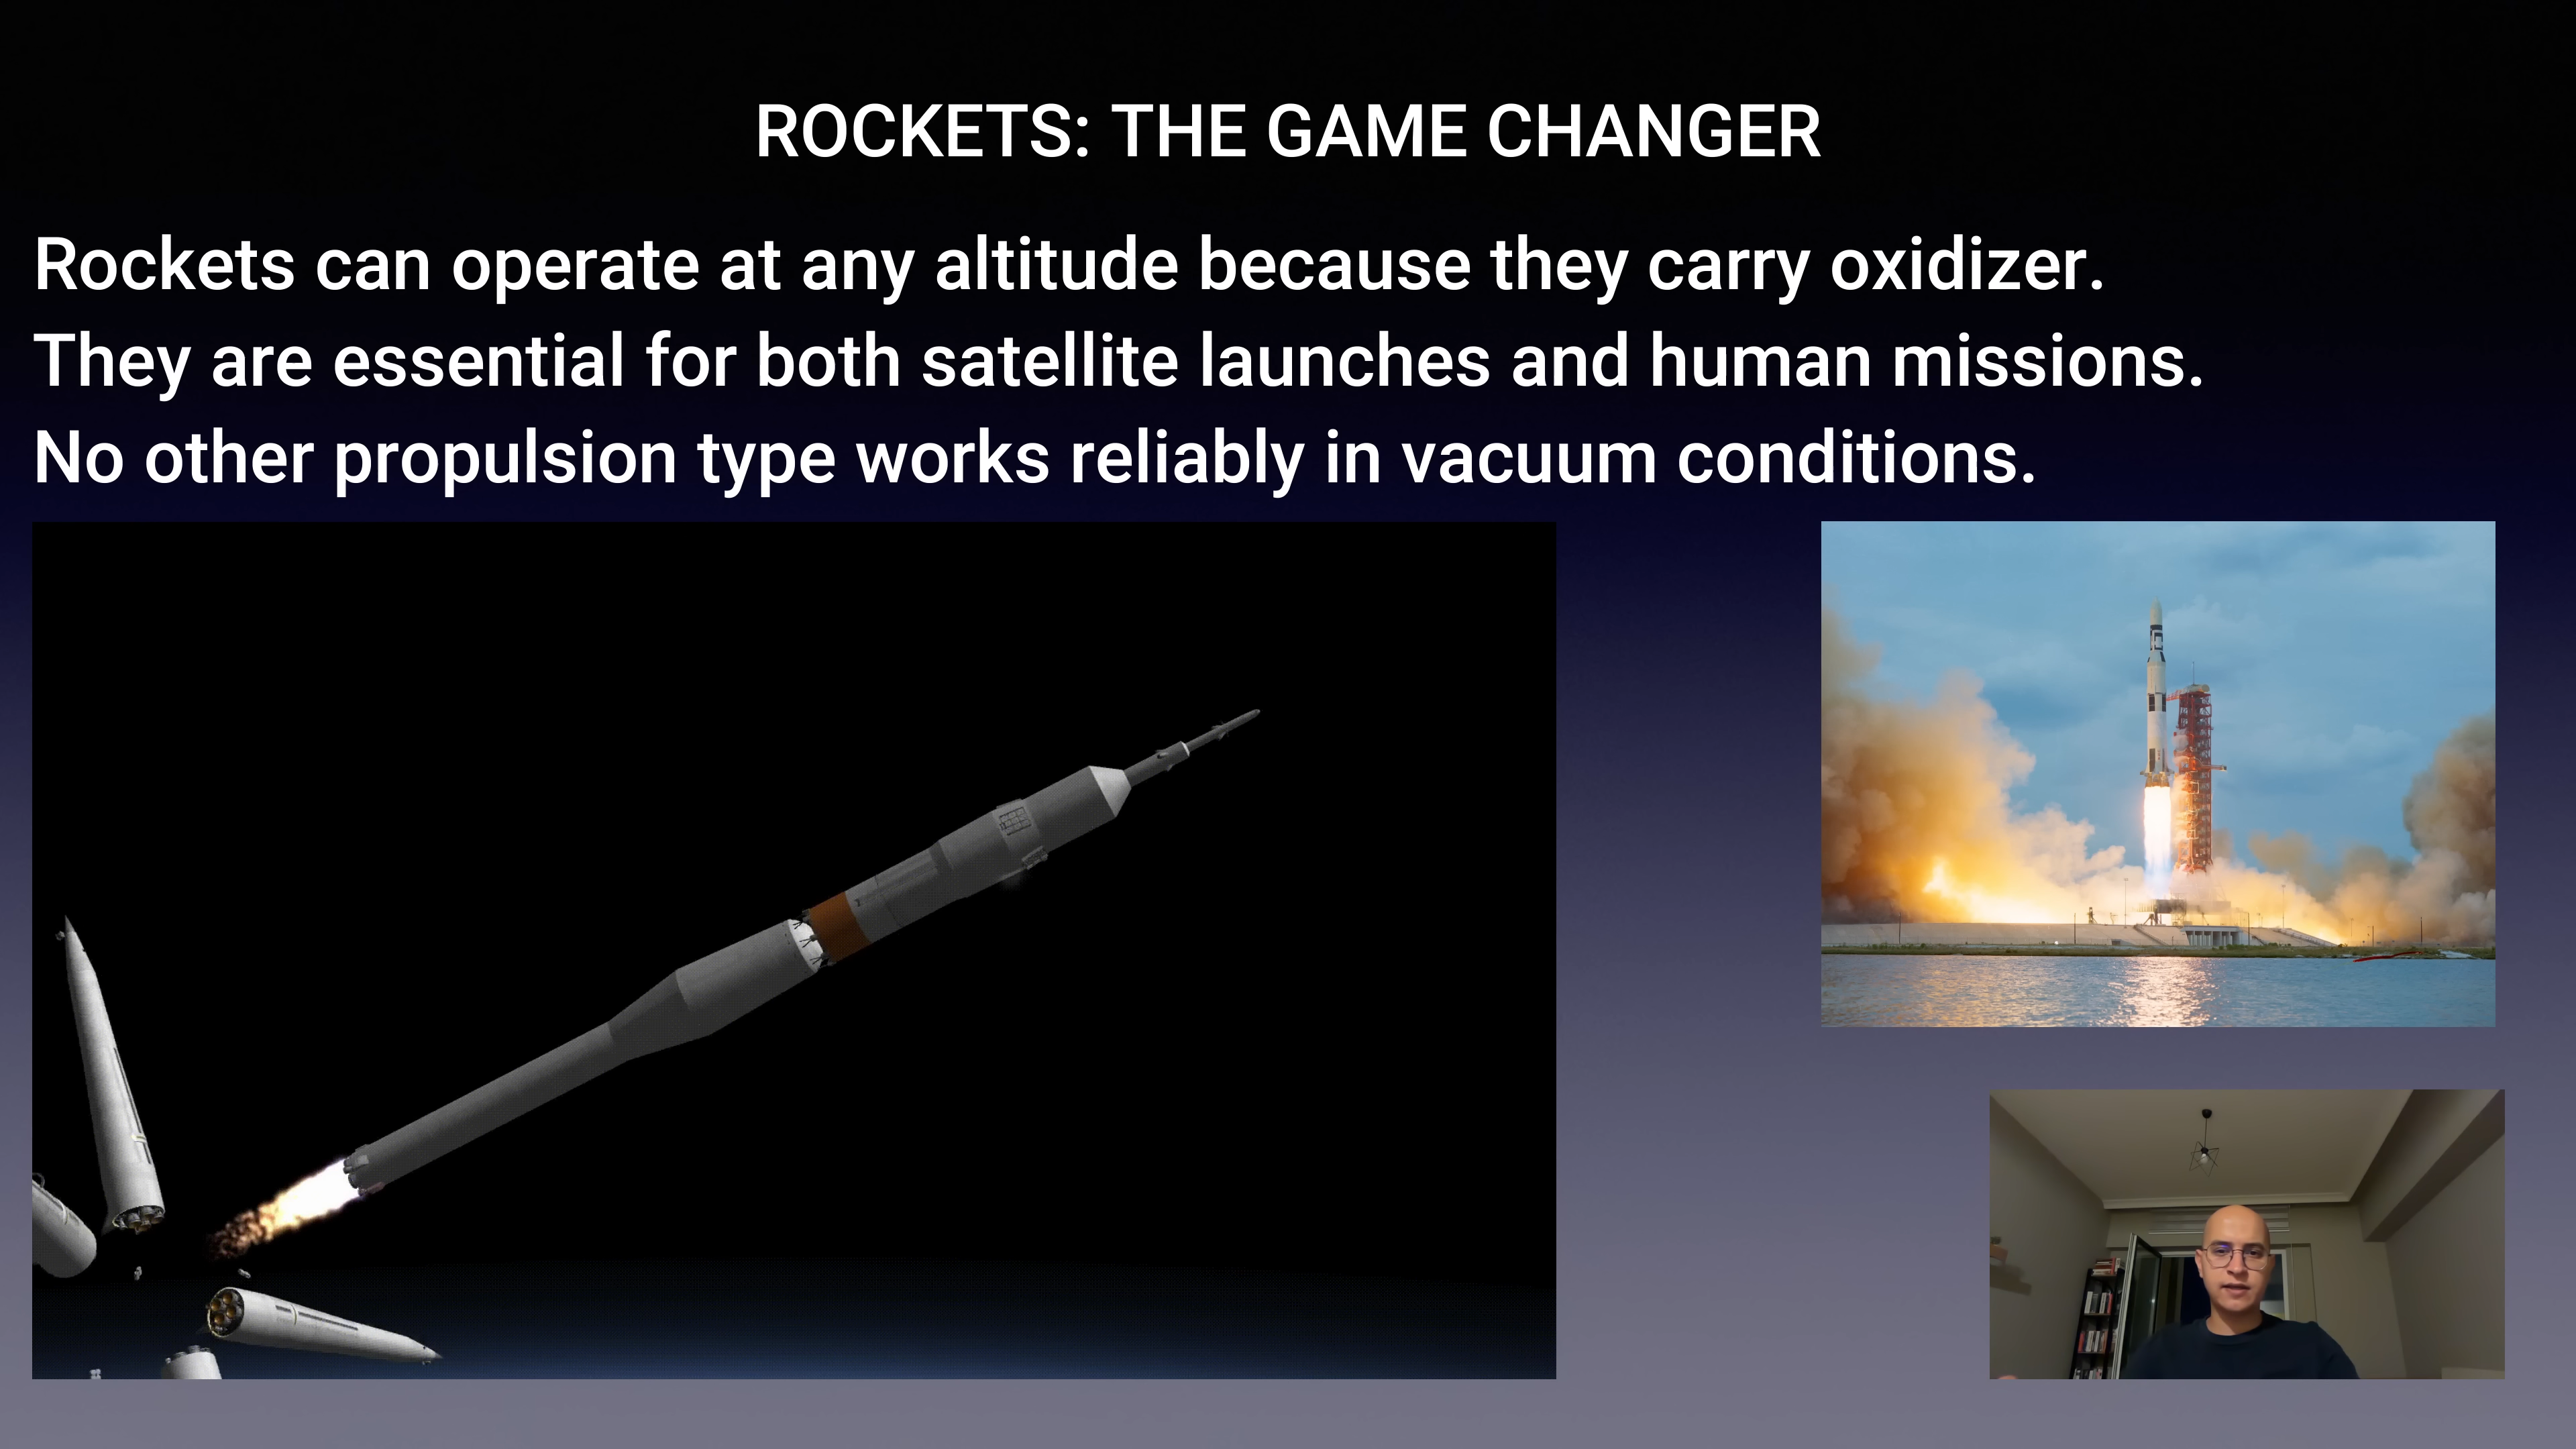 ROCKETS: THE GAME CHANGER
Rockets can operate at any altitude because they carry oxidizer.
They are essential for both satellite launches and human missions.
No other propulsion type works reliably in vacuum conditions.